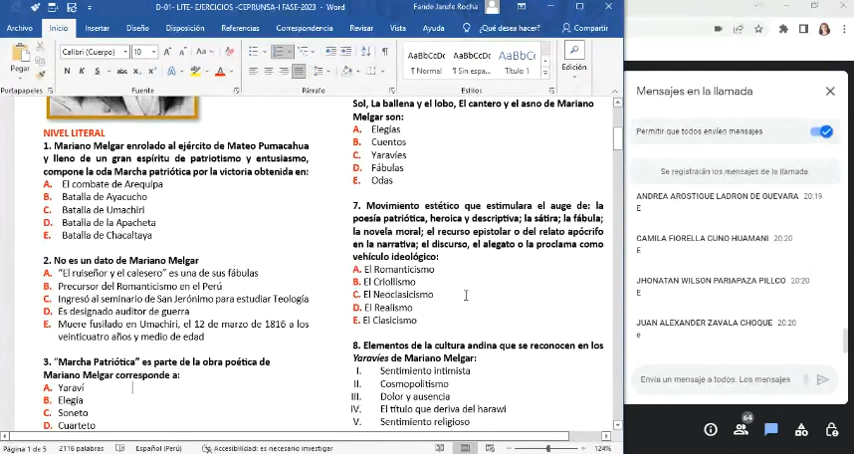 D-01- LITE- EJERCICIOS -CEPRUNSA-I FASE-2023 - Word
Faride Jarufe Rocha
Archivo Inicio Insertar Diseño Disposición Referencias Correspondencia Revisar Vista Ayuda ¿Qué desea hacer? Compartir
Pegar
Calibri (Cuerpo) 10
N K S abc x₂ x²
AaBbCcDc AaBbCcDc AaBbCc
¶ Normal ¶ Sin espa... Título 1
Edición
Portapapeles Fuente Párrafo Estilos
NIVEL LITERAL
1. Mariano Melgar enrolado al ejército de Mateo Pumacahua
y lleno de un gran espíritu de patriotismo y entusiasmo,
compone la oda Marcha patriótica por la victoria obtenida en:
A. El combate de Arequipa
B. Batalla de Ayacucho
C. Batalla de Umachiri
D. Batalla de la Apacheta
E. Batalla de Chacaltaya
2. No es un dato de Mariano Melgar
A. “El ruiseñor y el calesero” es una de sus fábulas
B. Precursor del Romanticismo en el Perú
C. Ingresó al seminario de San Jerónimo para estudiar Teología
D. Es designado auditor de guerra
E. Muere fusilado en Umachiri, el 12 de marzo de 1816 a los
veinticuatro años y medio de edad
3. “Marcha Patriótica” es parte de la obra poética de
Mariano Melgar corresponde a:
A. Yaraví
B. Elegía
C. Soneto
D. Cuarteto
Sol, La ballena y el lobo, El cantero y el asno de Mariano
Melgar son:
A. Elegías
B. Cuentos
C. Yaravíes
D. Fábulas
E. Odas
7. Movimiento estético que estimulara el auge de: la
poesía patriótica, heroica y descriptiva; la sátira; la fábula;
la novela moral; el recurso epistolar o del relato apócrifo
en la narrativa; el discurso, el alegato o la proclama como
vehículo ideológico:
A. El Romanticismo
B. El Criollismo
C. El Neoclasicismo
D. El Realismo
E. El Clasicismo
8. Elementos de la cultura andina que se reconocen en los
Yaravíes de Mariano Melgar:
I. Sentimiento intimista
II. Cosmopolitismo
III. Dolor y ausencia
IV. El título que deriva del harawi
V. Sentimiento religioso
Página 1 de 5 2116 palabras Español (Perú) Accesibilidad: es necesario investigar 124%
Mensajes en la llamada
Permitir que todos envíen mensajes
Se registrarán los mensajes de la llamada.
ANDREA AROSTIGUE LADRON DE GUEVARA 20:19
E
CAMILA FIORELLA CUNO HUAMANI 20:20
E
JHONATAN WILSON PARIAPAZA PILLCO 20:20
E
JUAN ALEXANDER ZAVALA CHOQUE 20:20
e
Envía un mensaje a todos. Los mensajes
64